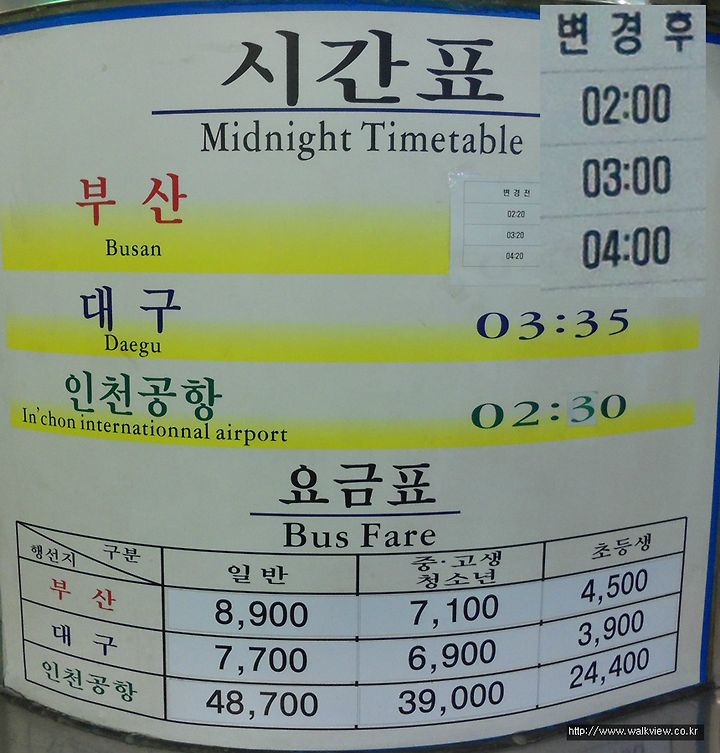 시간표
Midnight Timetable
변경후
02:00
03:00
04:00
부산
Busan
변경전
02:20
03:20
04:20
대구
Daegu
03:35
인천공항
In'chon internationnal airport
02:30
요금표
Bus Fare
행선지 구분 일반 중·고생 청소년 초등생
부산 8,900 7,100 4,500
대구 7,700 6,900 3,900
인천공항 48,700 39,000 24,400
http://www.walkview.co.kr